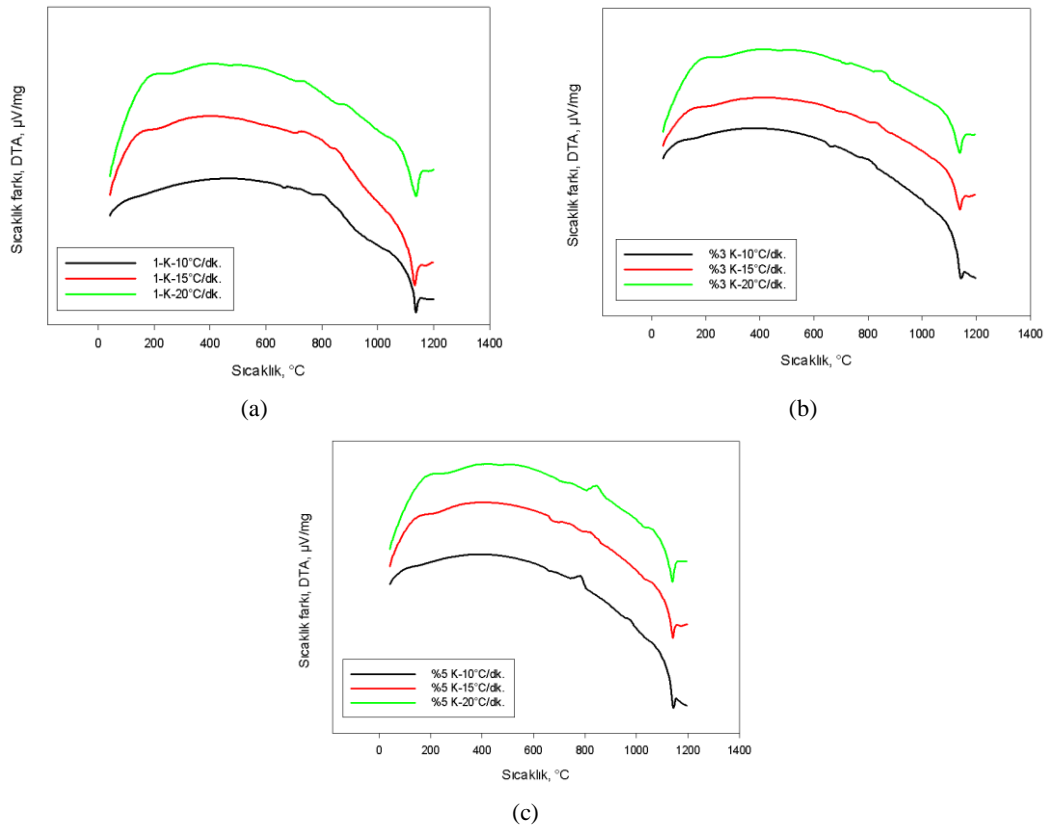 Sıcaklık farkı, DTA, µV/mg
1-K-10°C/dk.
1-K-15°C/dk.
1-K-20°C/dk.
0 200 400 600 800 1000 1200 1400
Sıcaklık, °C
(a)
Sıcaklık farkı, DTA, µV/mg
%3 K-10°C/dk.
%3 K-15°C/dk.
%3 K-20°C/dk.
0 200 400 600 800 1000 1200 1400
Sıcaklık, °C
(b)
Sıcaklık farkı, DTA, µV/mg
%5 K-10°C/dk.
%5 K-15°C/dk.
%5 K-20°C/dk.
0 200 400 600 800 1000 1200 1400
Sıcaklık, °C
(c)